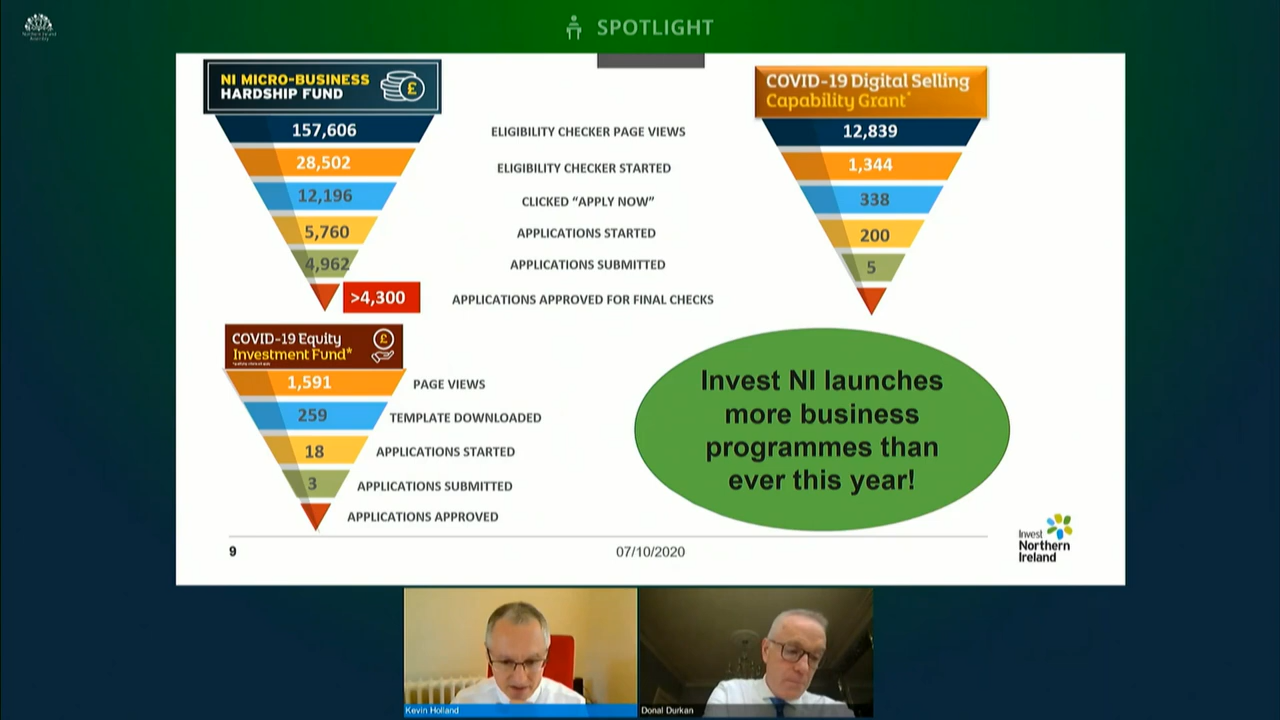 Northern Ireland
Assembly
SPOTLIGHT
NI MICRO-BUSINESS
HARDSHIP FUND
£
157,606
28,502
12,196
5,760
4,962
>4,300
ELIGIBILITY CHECKER PAGE VIEWS
ELIGIBILITY CHECKER STARTED
CLICKED “APPLY NOW”
APPLICATIONS STARTED
APPLICATIONS SUBMITTED
APPLICATIONS APPROVED FOR FINAL CHECKS
COVID-19 Digital Selling
Capability Grant*
12,839
1,344
338
200
5
COVID-19 Equity
Investment Fund*
£
1,591
259
18
3
PAGE VIEWS
TEMPLATE DOWNLOADED
APPLICATIONS STARTED
APPLICATIONS SUBMITTED
APPLICATIONS APPROVED
Invest NI launches
more business
programmes than
ever this year!
9
07/10/2020
Invest
Northern
Ireland
Kevin Holland
Donal Durkan